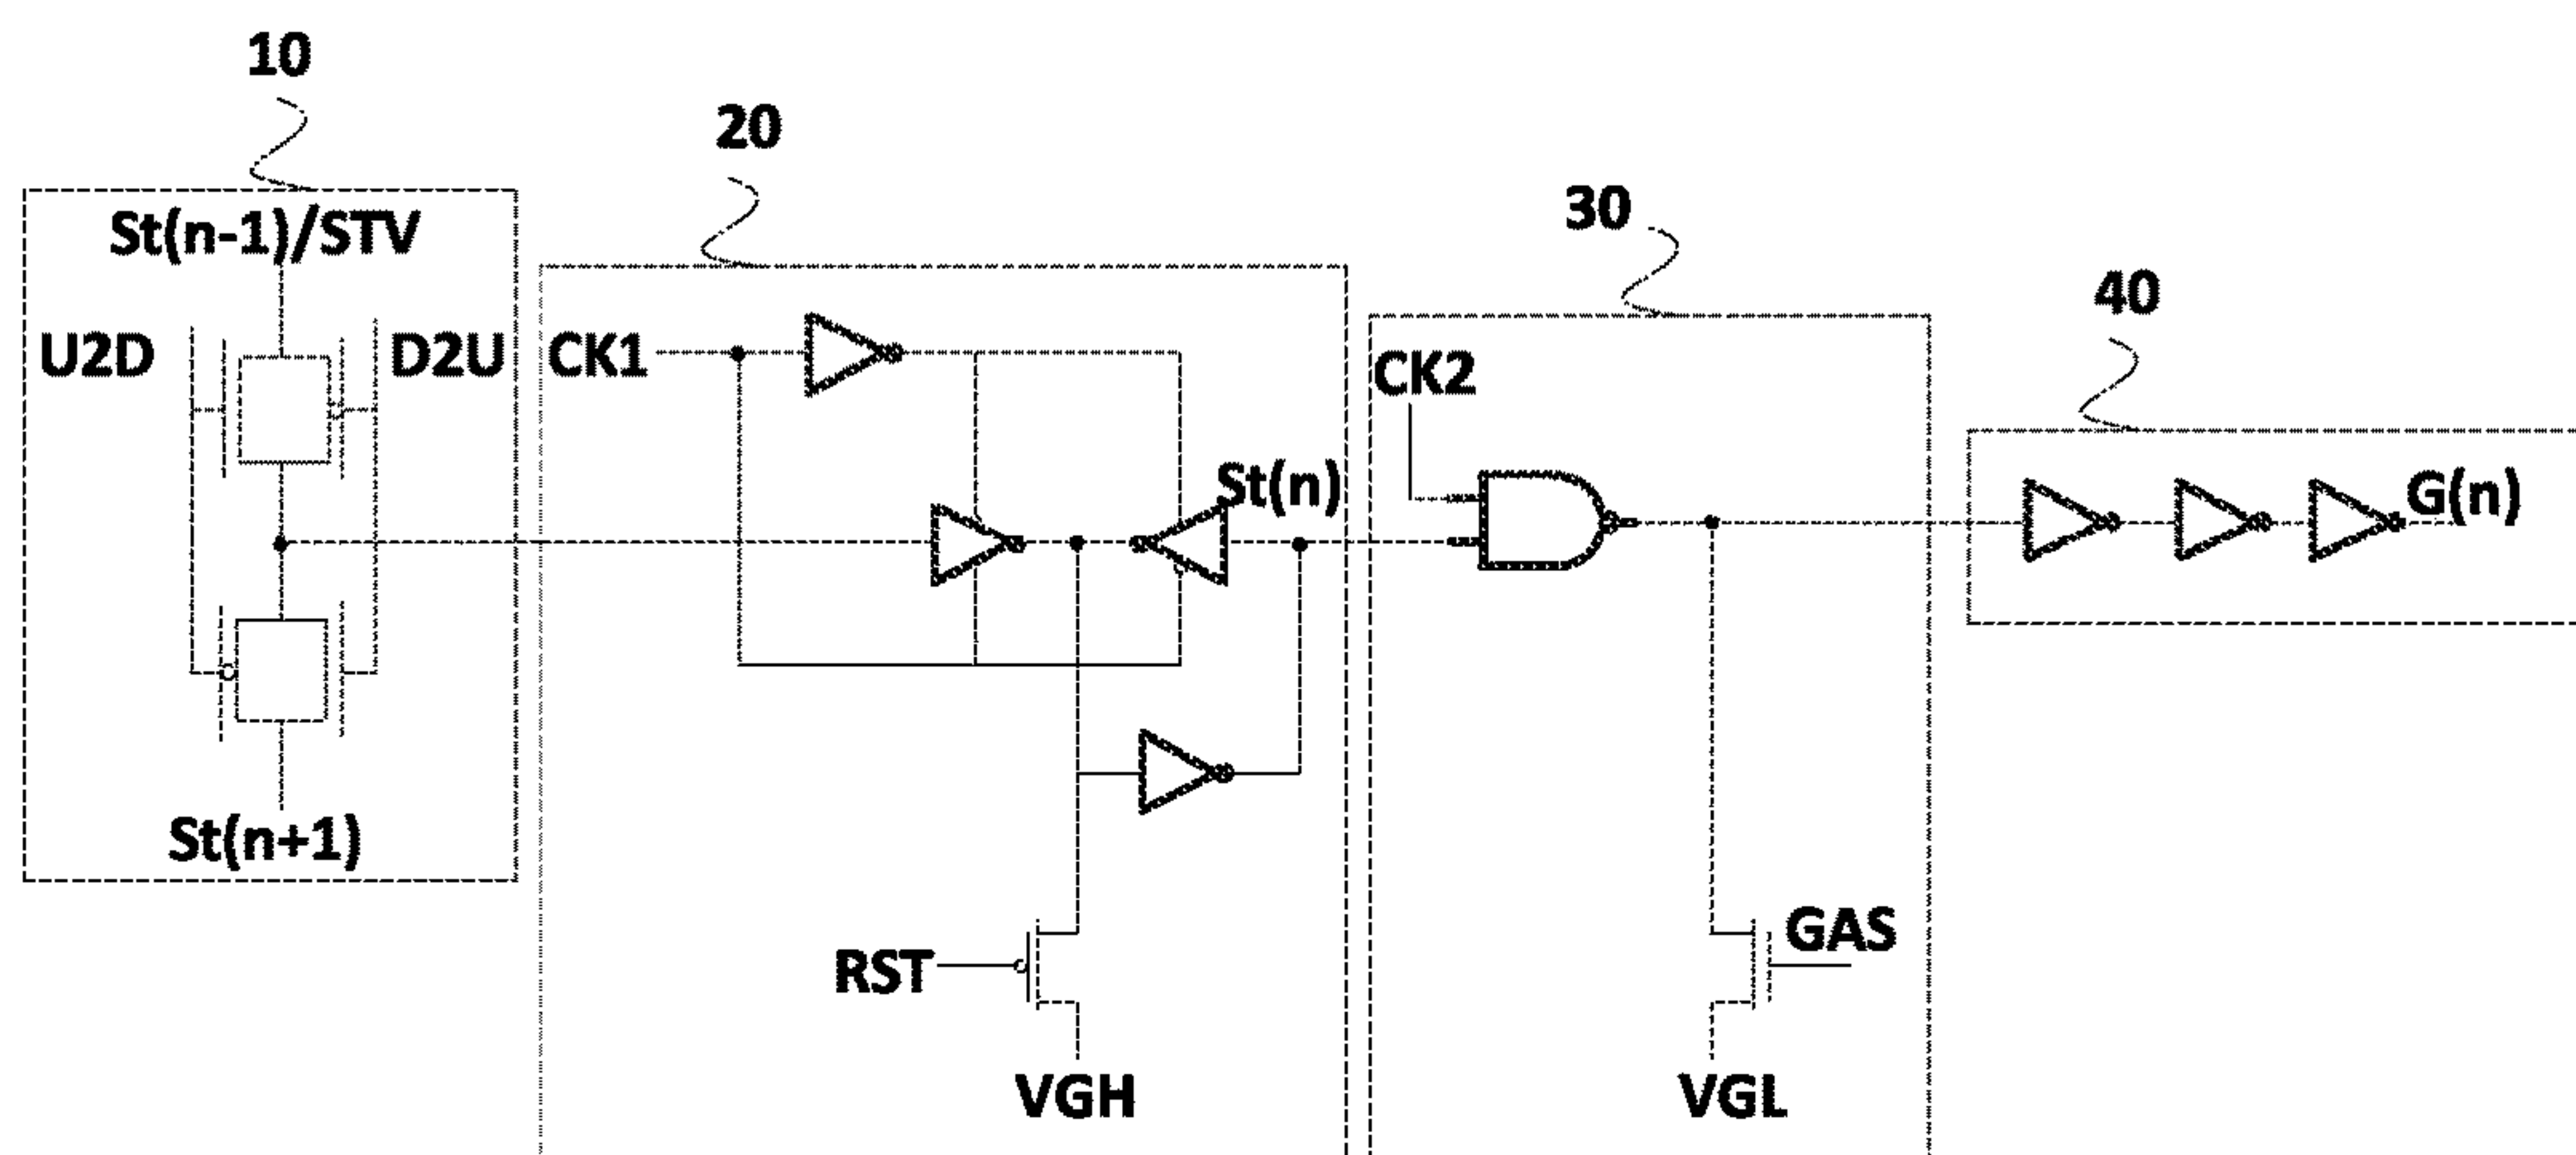 10
20
30
40
St(n-1)/STV
U2D
D2U
CK1
CK2
St(n)
G(n)
St(n+1)
RST
GAS
VGH
VGL